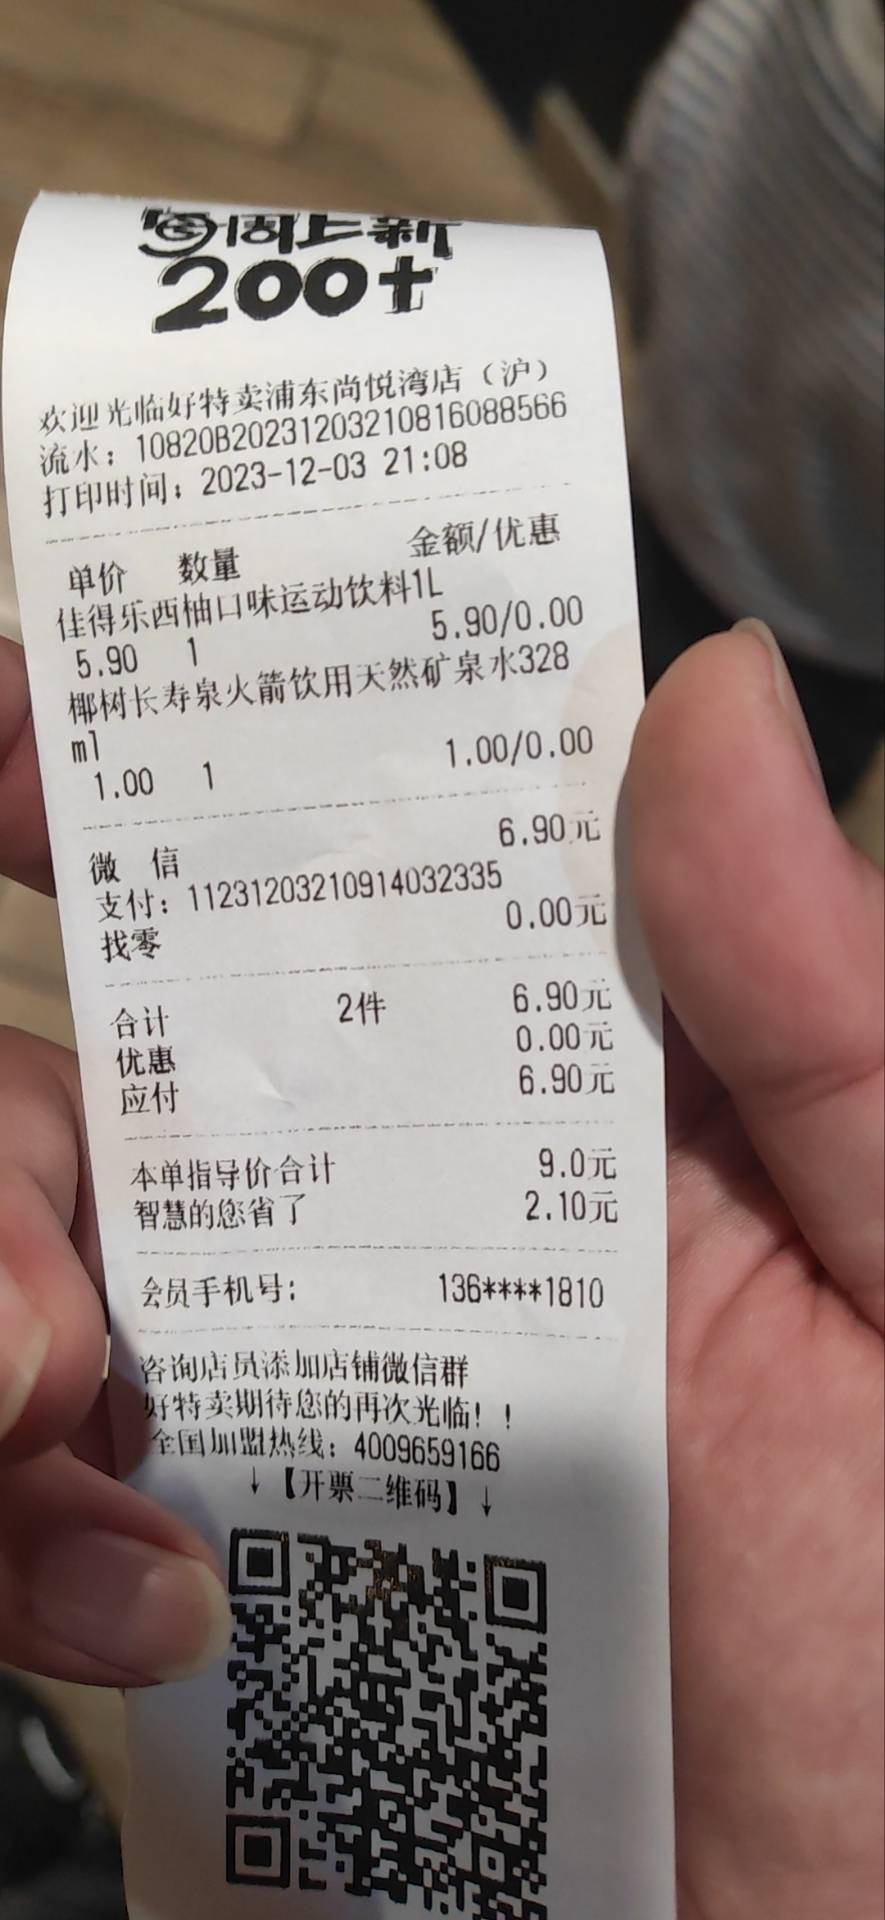 每周上新
200+
欢迎光临好特卖浦东尚悦湾店（沪）
流水：10820B20231203210816088566
打印时间：2023-12-03 21:08
单价 数量 金额/优惠
佳得乐西柚口味运动饮料1L
5.90 1 5.90/0.00
椰树长寿泉火箭饮用天然矿泉水328
ml
1.00 1 1.00/0.00
微 信 6.90元
支付：11231203210914032335
找零 0.00元
合计 2件 6.90元
优惠 0.00元
应付 6.90元
本单指导价合计 9.0元
智慧的您省了 2.10元
会员手机号: 136****1810
咨询店员添加店铺微信群
好特卖期待您的再次光临！！
全国加盟热线：4009659166
↓【开票二维码】↓